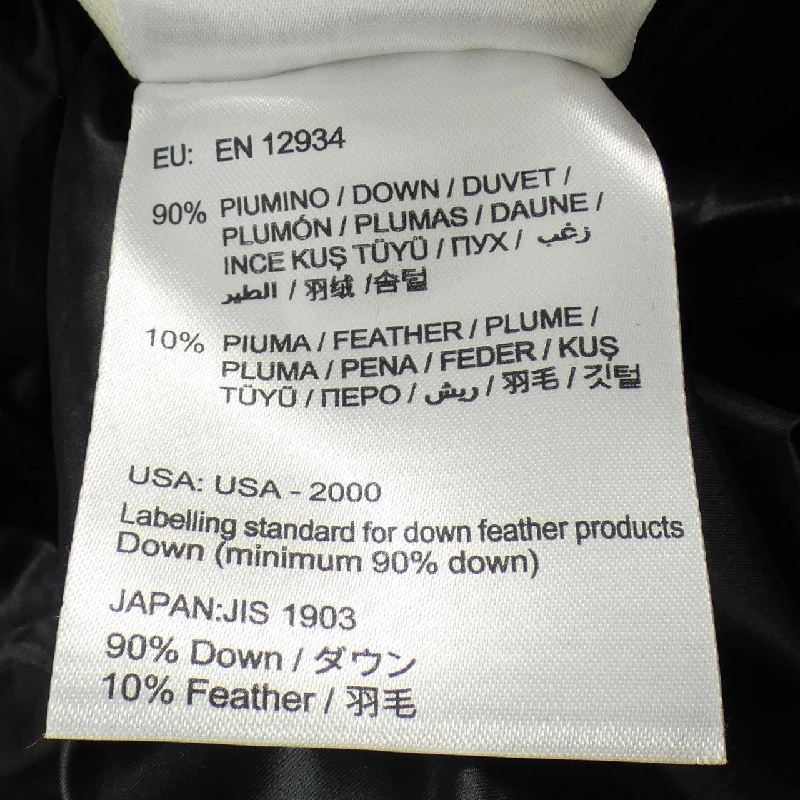 EU: EN 12934
90% PIUMINO / DOWN / DUVET /
PLUMÓN / PLUMAS / DAUNE /
INCE KUŞ TÜYÜ / ПУХ / زغب
الطير / 羽绒 /솜털
10% PIUMA / FEATHER / PLUME /
PLUMA / PENA / FEDER / KUŞ
TÜYÜ / ПЕРО / ريش / 羽毛 / 깃털
USA: USA - 2000
Labelling standard for down feather products
Down (minimum 90% down)
JAPAN:JIS 1903
90% Down / ダウン
10% Feather / 羽毛